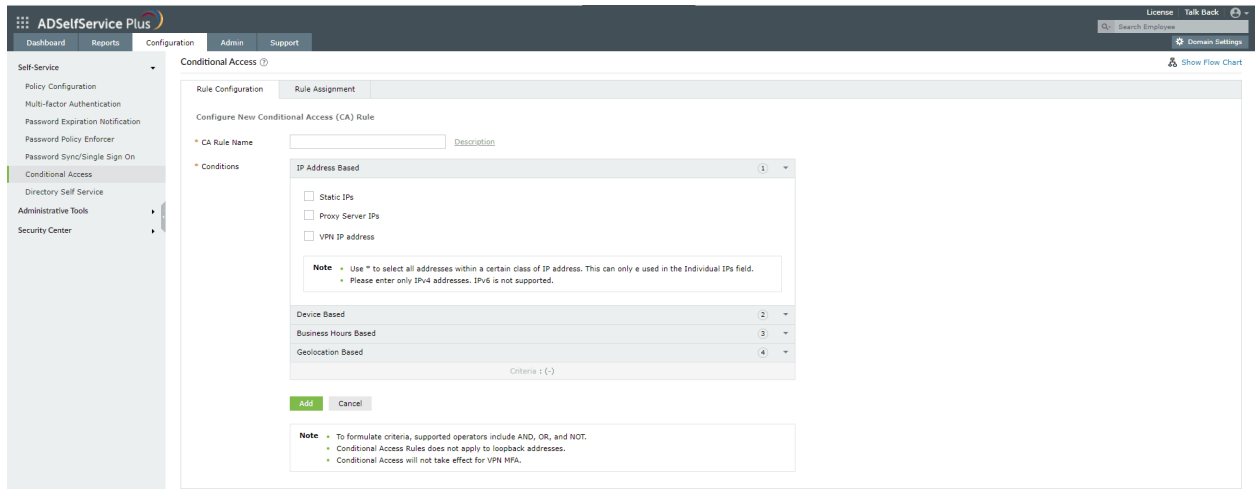 License Talk Back
ADSelfService Plus
Search Employee
Dashboard Reports Configuration Admin Support
Domain Settings
Self-Service
Policy Configuration
Multi-factor Authentication
Password Expiration Notification
Password Policy Enforcer
Password Sync/Single Sign On
Conditional Access
Directory Self Service
Administrative Tools
Security Center
Conditional Access ?
Show Flow Chart
Rule Configuration Rule Assignment
Configure New Conditional Access (CA) Rule
* CA Rule Name Description
* Conditions
IP Address Based 1
Static IPs
Proxy Server IPs
VPN IP address
Note • Use * to select all addresses within a certain class of IP address. This can only e used in the Individual IPs field.
• Please enter only IPv4 addresses. IPv6 is not supported.
Device Based 2
Business Hours Based 3
Geolocation Based 4
Criteria : (-)
Add Cancel
Note • To formulate criteria, supported operators include AND, OR, and NOT.
• Conditional Access Rules does not apply to loopback addresses.
• Conditional Access will not take effect for VPN MFA.